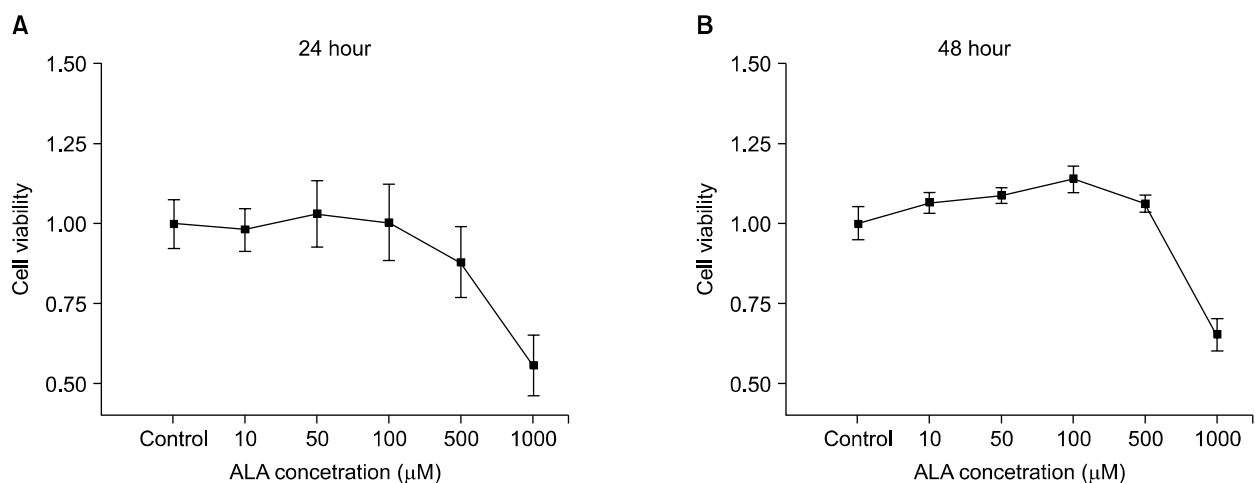 A
24 hour
1.50
1.25
1.00
0.75
0.50
Cell viability
Control 10 50 100 500 1000
ALA concetration (μM)
B
48 hour
1.50
1.25
1.00
0.75
0.50
Cell viability
Control 10 50 100 500 1000
ALA concetration (μM)